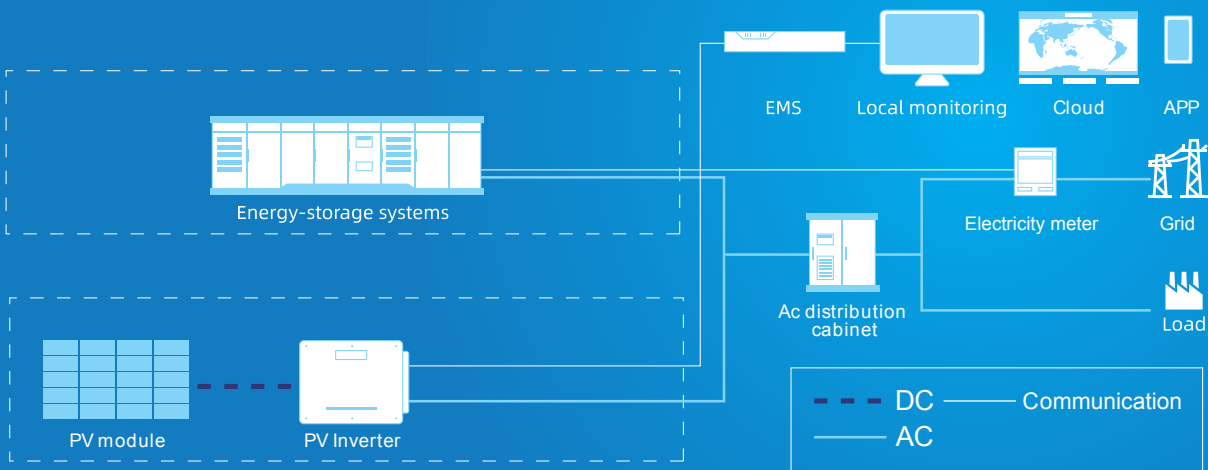 EMS
Local monitoring
Cloud
APP
Energy-storage systems
Electricity meter
Grid
Ac distribution
cabinet
Load
PV module
PV Inverter
DC
Communication
AC